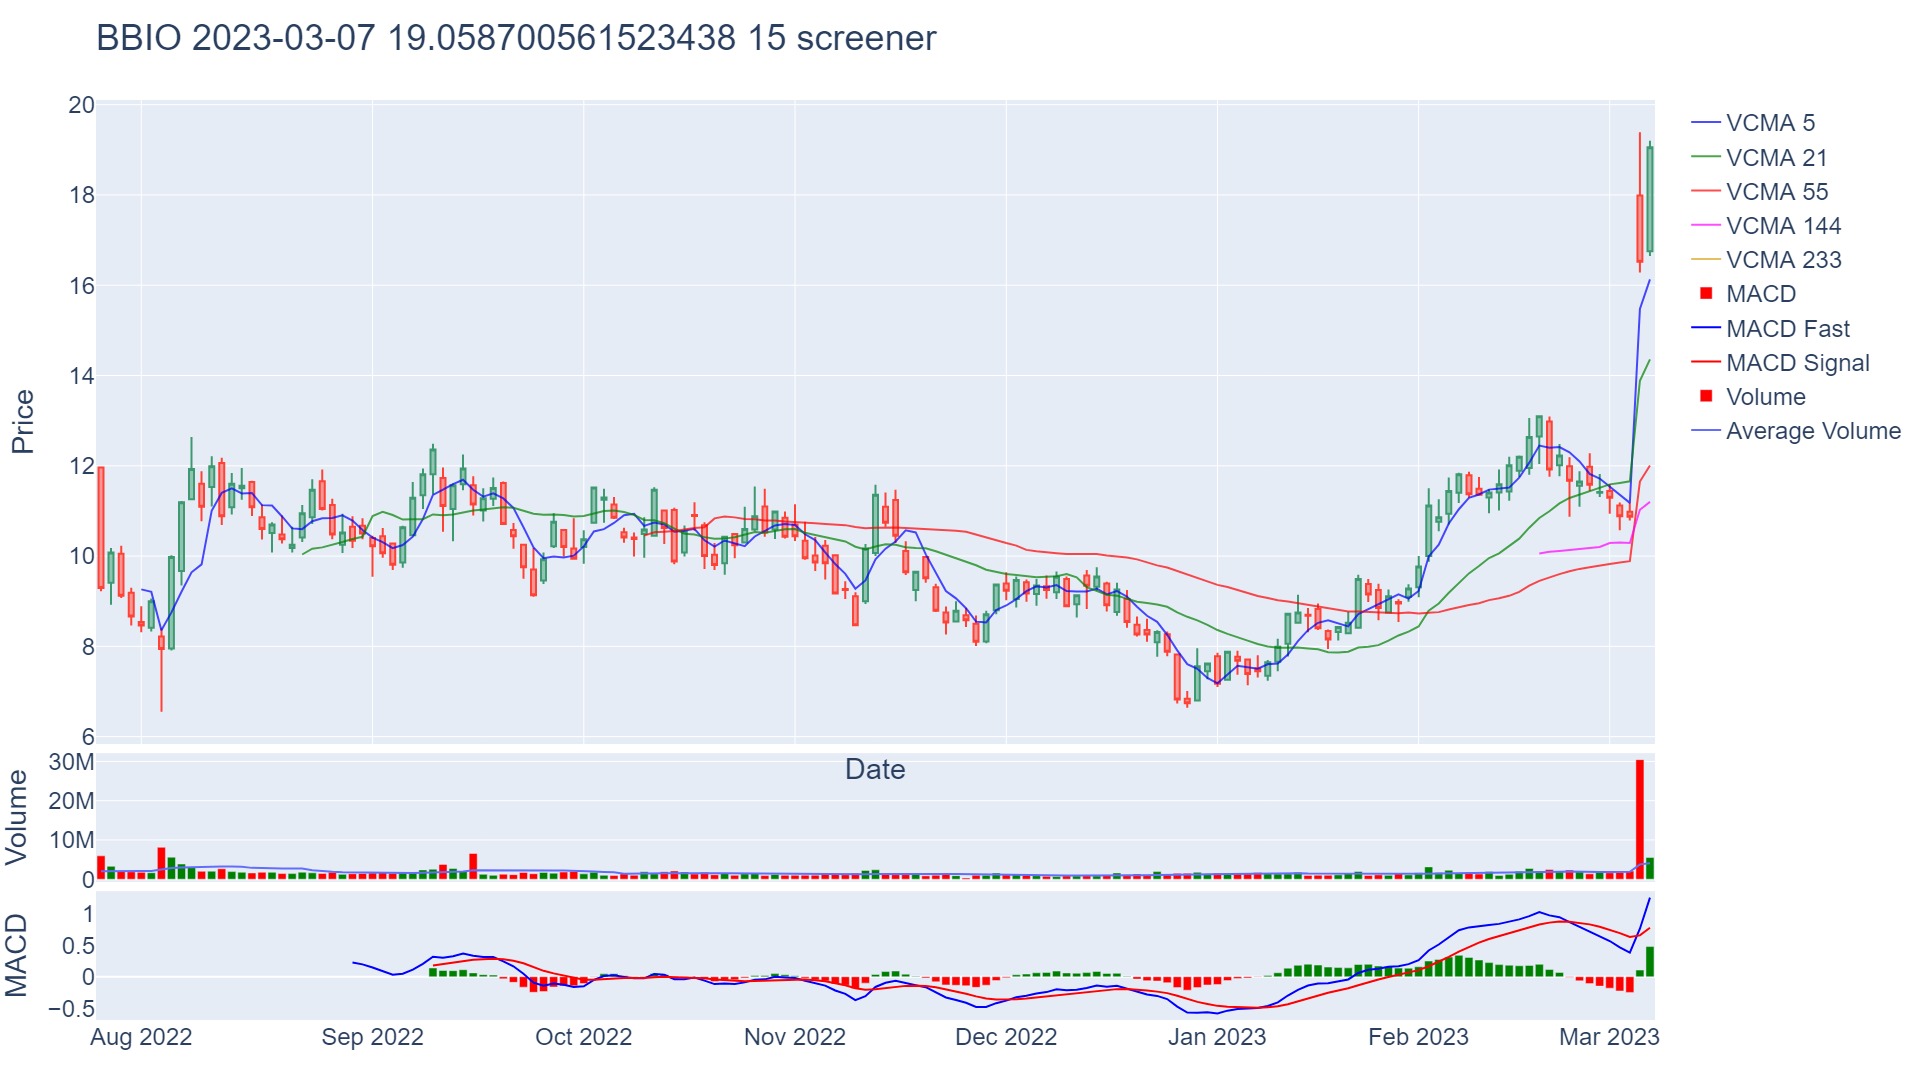 BBIO 2023-03-07 19.058700561523438 15 screener
20
18
16
14
12
10
8
6
Price
VCMA 5
VCMA 21
VCMA 55
VCMA 144
VCMA 233
MACD
MACD Fast
MACD Signal
Volume
Average Volume
Date
30M
20M
10M
0
Volume
1
0.5
0
−0.5
MACD
Aug 2022
Sep 2022
Oct 2022
Nov 2022
Dec 2022
Jan 2023
Feb 2023
Mar 2023